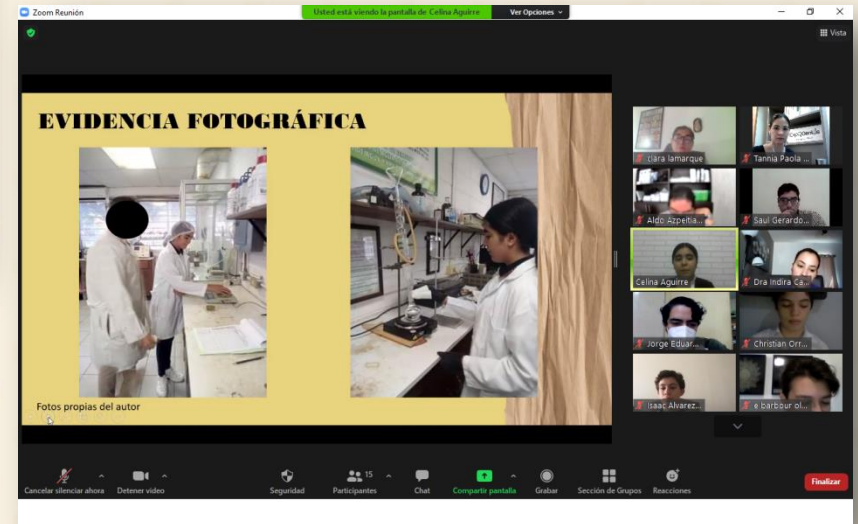 Zoom Reunión
Usted está viendo la pantalla de Celina Aguirre
Ver Opciones
Vista
EVIDENCIA FOTOGRÁFICA
Fotos propias del autor
clara lamarque
Tannia Paola ...
Aldo Azpeitia...
Saul Gerardo...
Celina Aguirre
Dra Indira Ca...
Jorge Eduar...
Christian Orr...
Isaac Alvarez...
e barbour ol...
Cancelar silenciar ahora
Detener video
Seguridad
Participantes
15
Chat
Compartir pantalla
Grabar
Sección de Grupos
Reacciones
Finalizar